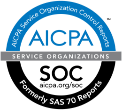 AICPA Service Organization Control Reports
AICPA
SERVICE ORGANIZATIONS
SOC
aicpa.org/soc
Formerly SAS 70 Reports